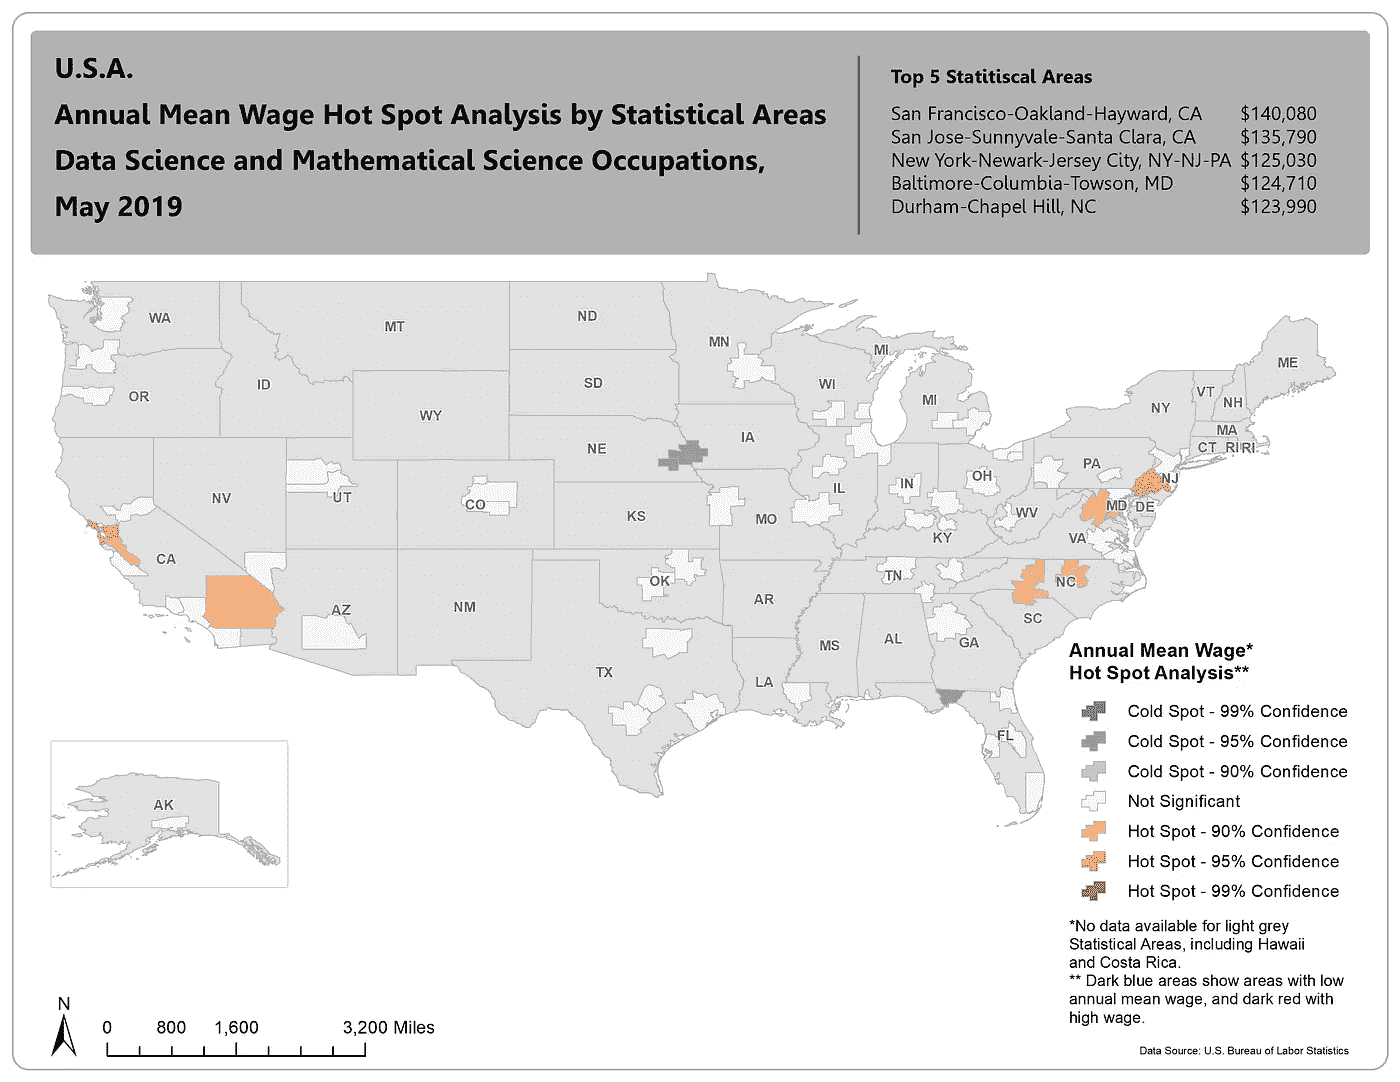 U.S.A.
Annual Mean Wage Hot Spot Analysis by Statistical Areas
Data Science and Mathematical Science Occupations,
May 2019
Top 5 Statitiscal Areas
San Francisco-Oakland-Hayward, CA $140,080
San Jose-Sunnyvale-Santa Clara, CA $135,790
New York-Newark-Jersey City, NY-NJ-PA $125,030
Baltimore-Columbia-Towson, MD $124,710
Durham-Chapel Hill, NC $123,990
WA
MT
ND
MN
MI
ME
OR
ID
SD
WI
MI
VT
NH
NY
WY
MA
IA
NE
CT
RI
RI
PA
NV
UT
CO
IL
IN
OH
NJ
KS
MO
WV
MD
DE
KY
VA
CA
TN
NC
OK
AR
AZ
NM
SC
MS
AL
GA
TX
LA
FL
AK
Annual Mean Wage*
Hot Spot Analysis**
Cold Spot - 99% Confidence
Cold Spot - 95% Confidence
Cold Spot - 90% Confidence
Not Significant
Hot Spot - 90% Confidence
Hot Spot - 95% Confidence
Hot Spot - 99% Confidence
*No data available for light grey
Statistical Areas, including Hawaii
and Costa Rica.
** Dark blue areas show areas with low
annual mean wage, and dark red with
high wage.
N
0 800 1,600 3,200 Miles
Data Source: U.S. Bureau of Labor Statistics